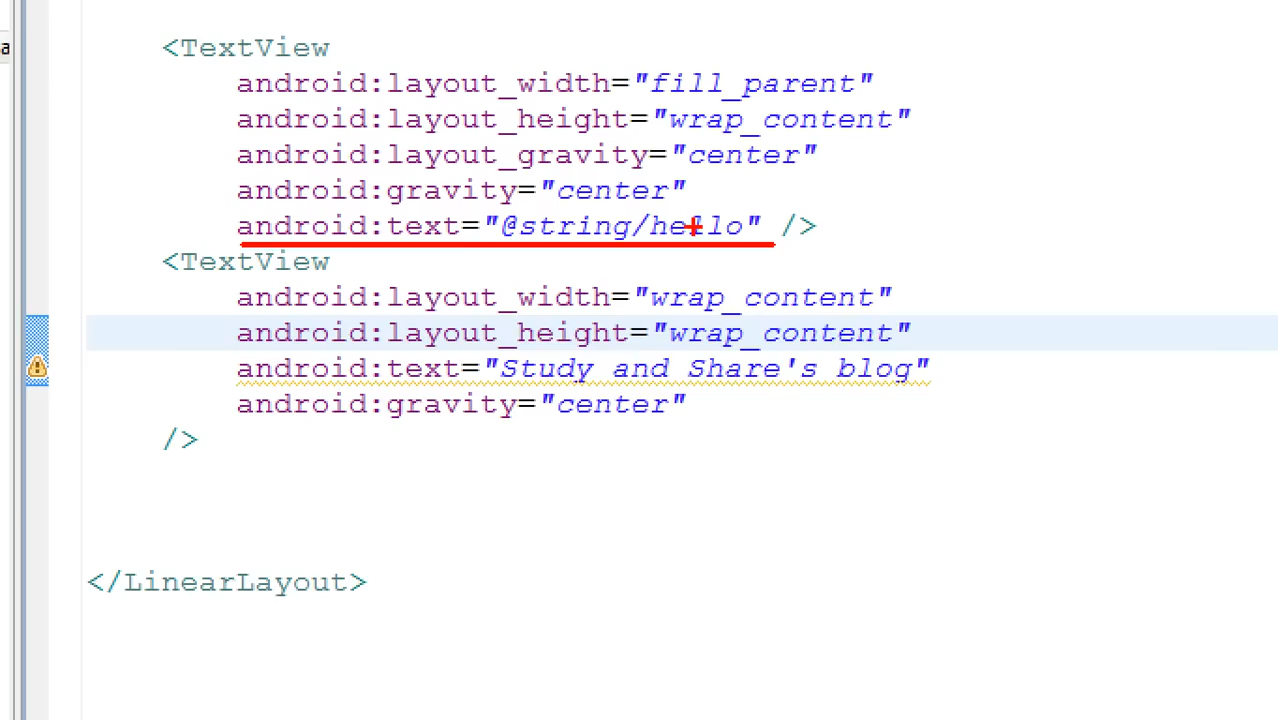 <TextView
android:layout_width="fill_parent"
android:layout_height="wrap_content"
android:layout_gravity="center"
android:gravity="center"
android:text="@string/hello" />
<TextView
android:layout_width="wrap_content"
android:layout_height="wrap_content"
android:text="Study and Share's blog"
android:gravity="center"
/>
</LinearLayout>